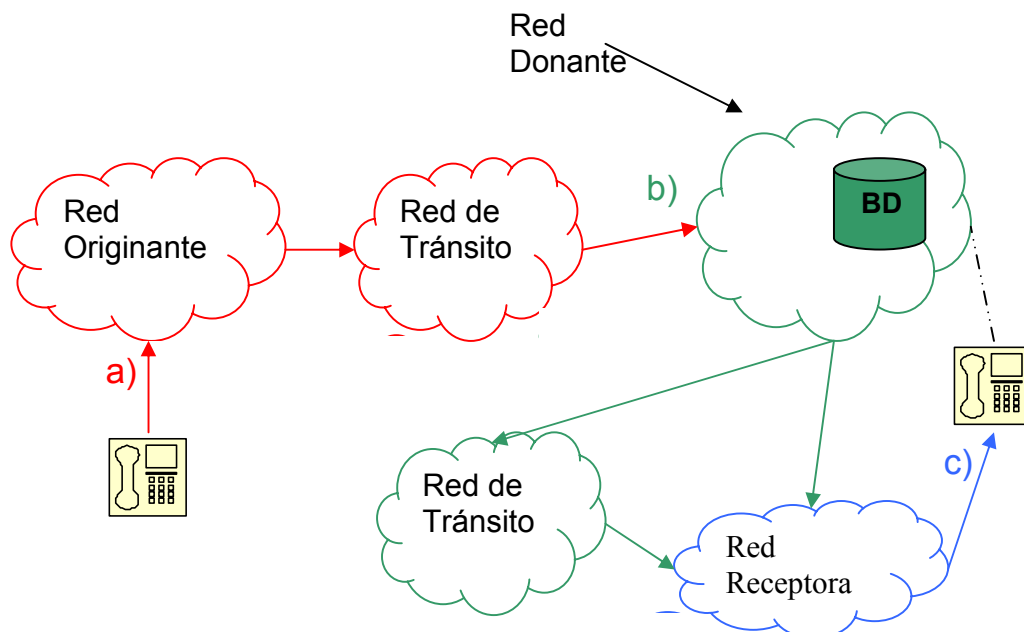 Red
Donante
b)
BD
Red
Originante
Red de
Tránsito
a)
c)
Red de
Tránsito
Red
Receptora